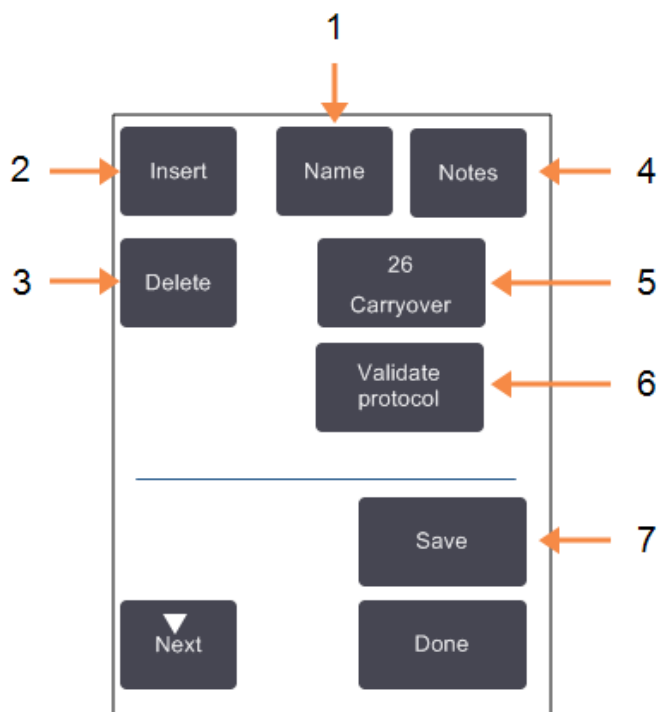 1
2
Insert
Name
Notes
4
3
Delete
26
Carryover
5
Validate
protocol
6
Save
7
Next
Done